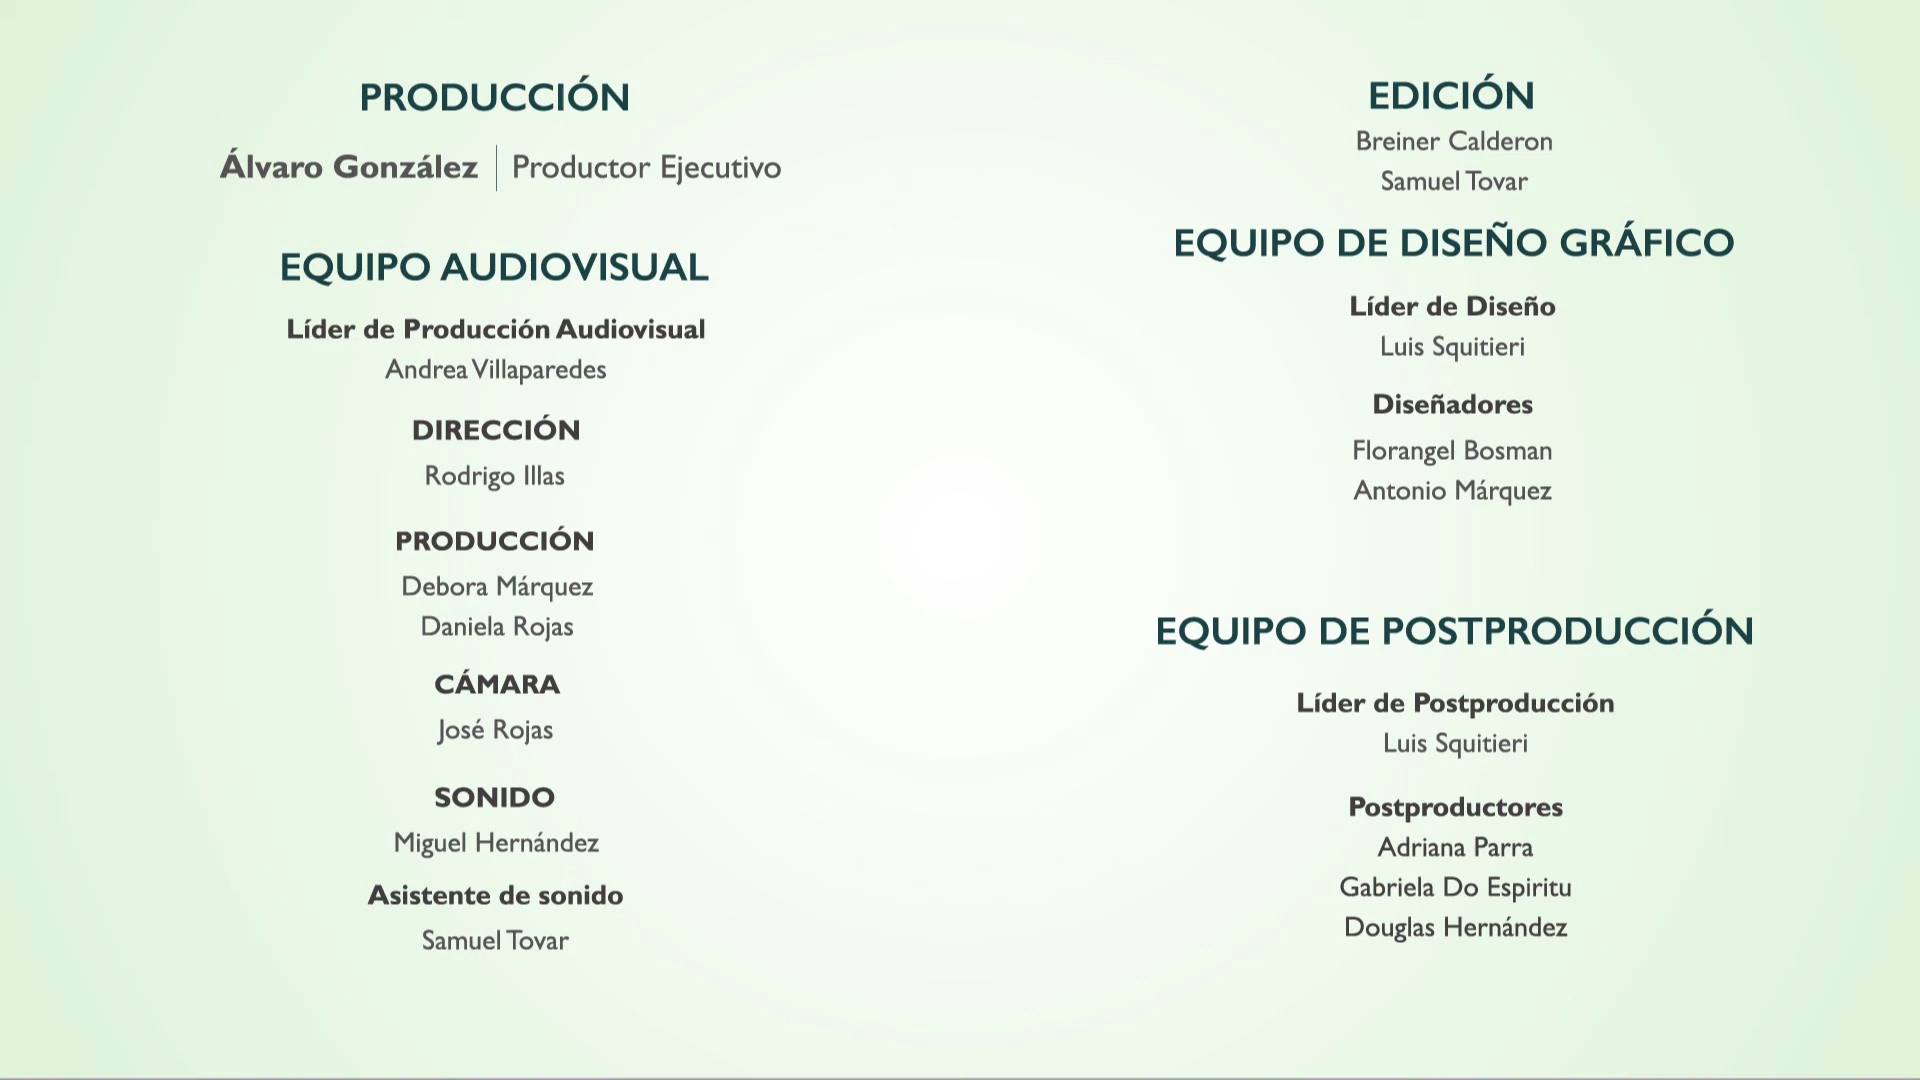 PRODUCCIÓN
Álvaro González | Productor Ejecutivo
EQUIPO AUDIOVISUAL
Líder de Producción Audiovisual
Andrea Villaparedes
DIRECCIÓN
Rodrigo Illas
PRODUCCIÓN
Debora Márquez
Daniela Rojas
CÁMARA
José Rojas
SONIDO
Miguel Hernández
Asistente de sonido
Samuel Tovar
EDICIÓN
Breiner Calderon
Samuel Tovar
EQUIPO DE DISEÑO GRÁFICO
Líder de Diseño
Luis Squitieri
Diseñadores
Florangel Bosman
Antonio Márquez
EQUIPO DE POSTPRODUCCIÓN
Líder de Postproducción
Luis Squitieri
Postproductores
Adriana Parra
Gabriela Do Espiritu
Douglas Hernández